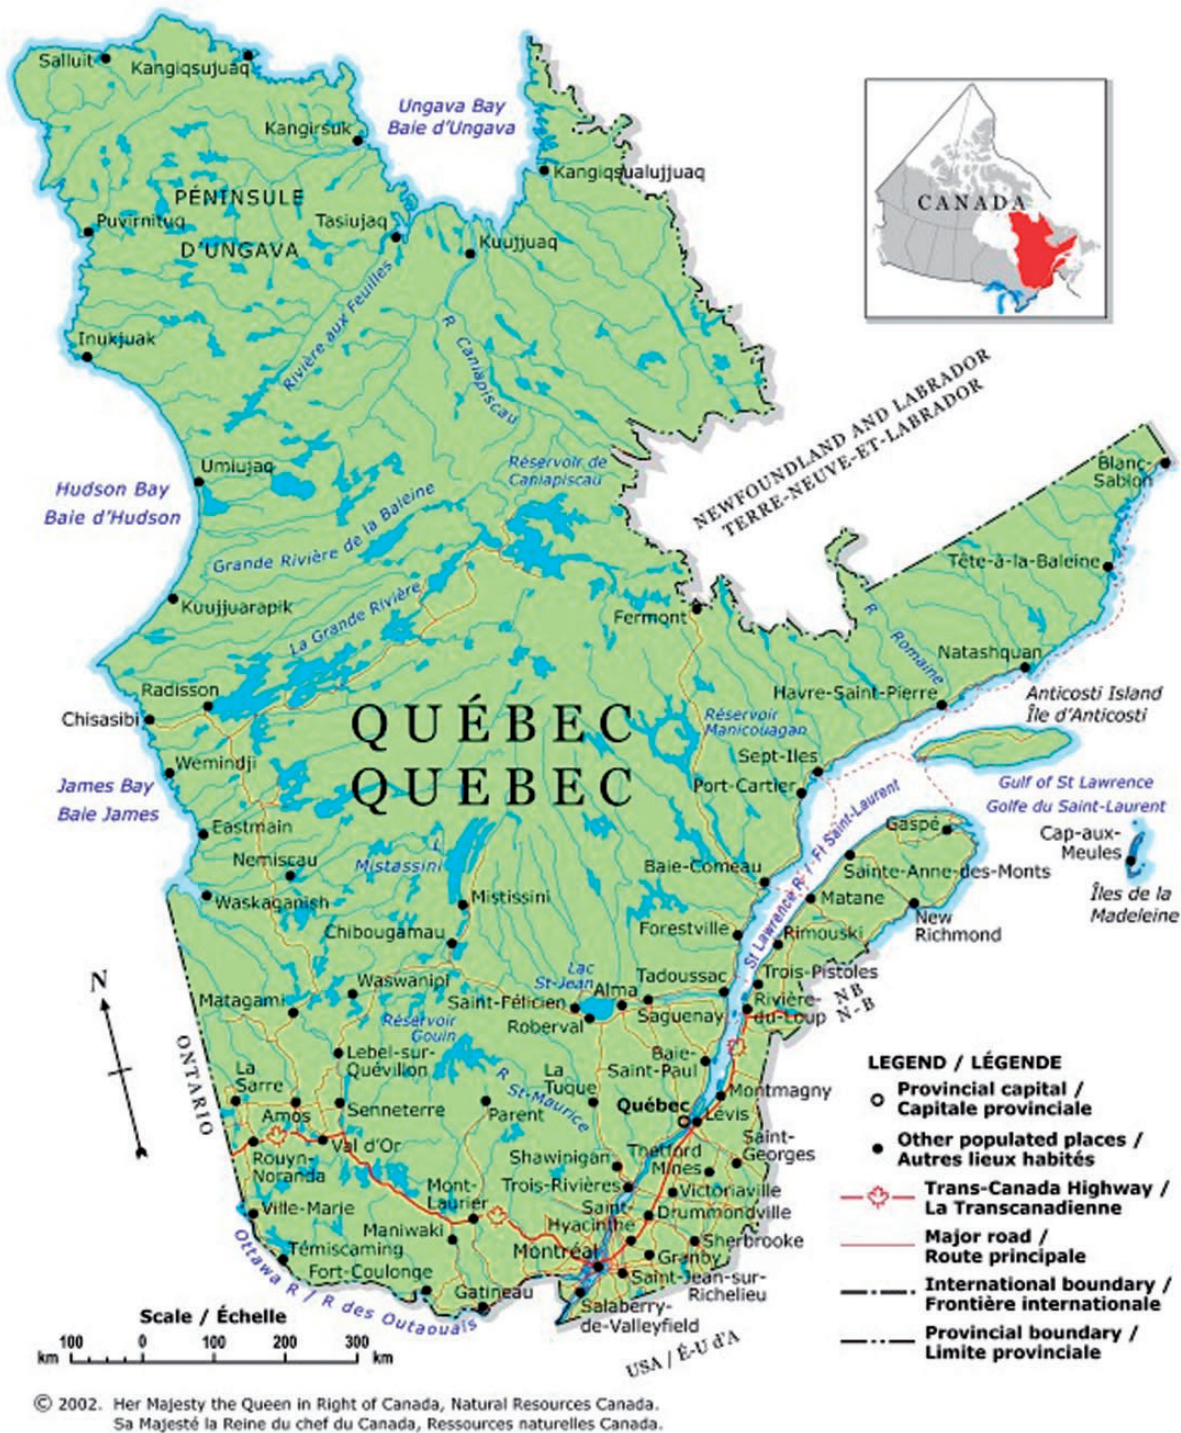 Salluit
Kangiqsujuaq
Ungava Bay
Baie d'Ungava
Kangirsuk
Kangiqsualujjuaq
PÉNINSULE
D'UNGAVA
Puvirnituq
Tasiujaq
Kuujjuaq
CANADA
Rivière aux Feuilles
R Caniapiscau
Inukjuak
NEWFOUNDLAND AND LABRADOR
TERRE-NEUVE-ET-LABRADOR
Umiujaq
Réservoir de
Caniapiscau
Blanc-
Sablon
Hudson Bay
Baie d'Hudson
Grande Rivière de la Baleine
Tête-à-la-Baleine
Kuujjuarapik
La Grande Rivière
Fermont
R Romaine
Natashquan
Radisson
Chisasibi
Havre-Saint-Pierre
Anticosti Island
Île d'Anticosti
QUÉBEC
QUEBEC
Réservoir
Manicouagan
Wemindji
Sept-Iles
Port-Cartier
James Bay
Baie James
Gulf of St Lawrence
Golfe du Saint-Laurent
St Lawrence R / Fl Saint-Laurent
Eastmain
Gaspé
Cap-aux-
Meules
Nemiscau
L
Mistassini
Baie-Comeau
Sainte-Anne-des-Monts
Îles de la
Madeleine
Waskaganish
Mistissini
Matane
New
Richmond
Chibougamau
Forestville
Rimouski
Waswanipi
Lac
St-Jean
Alma
Tadoussac
Trois-Pistoles
Matagami
Saint-Félicien
Roberval
Saguenay
Rivière-
du-Loup
NB
N-B
Réservoir
Gouin
ONTARIO
N
Lebel-sur-
Quévillon
Baie-
Saint-Paul
La
Sarre
R St-Maurice
La
Tuque
Amos
Senneterre
Parent
Québec
Montmagny
Lévis
Val d'Or
Rouyn-
Noranda
Shawinigan
Thetford
Mines
Saint-
Georges
Trois-Rivières
Victoriaville
Mont-
Laurier
Ville-Marie
Saint-
Hyacinthe
Drummondville
Maniwaki
Témiscaming
Montréal
Sherbrooke
Granby
Fort-Coulonge
Saint-Jean-sur-
Richelieu
Gatineau
Salaberry-
de-Valleyfield
Ottawa R / R des Outaouais
USA / É-U d'A
LEGEND / LÉGENDE
Provincial capital /
Capitale provinciale
Other populated places /
Autres lieux habités
Trans-Canada Highway /
La Transcanadienne
Major road /
Route principale
International boundary /
Frontière internationale
Provincial boundary /
Limite provinciale
Scale / Échelle
100 0 100 200 300
km km
© 2002. Her Majesty the Queen in Right of Canada, Natural Resources Canada.
Sa Majesté la Reine du chef du Canada, Ressources naturelles Canada.